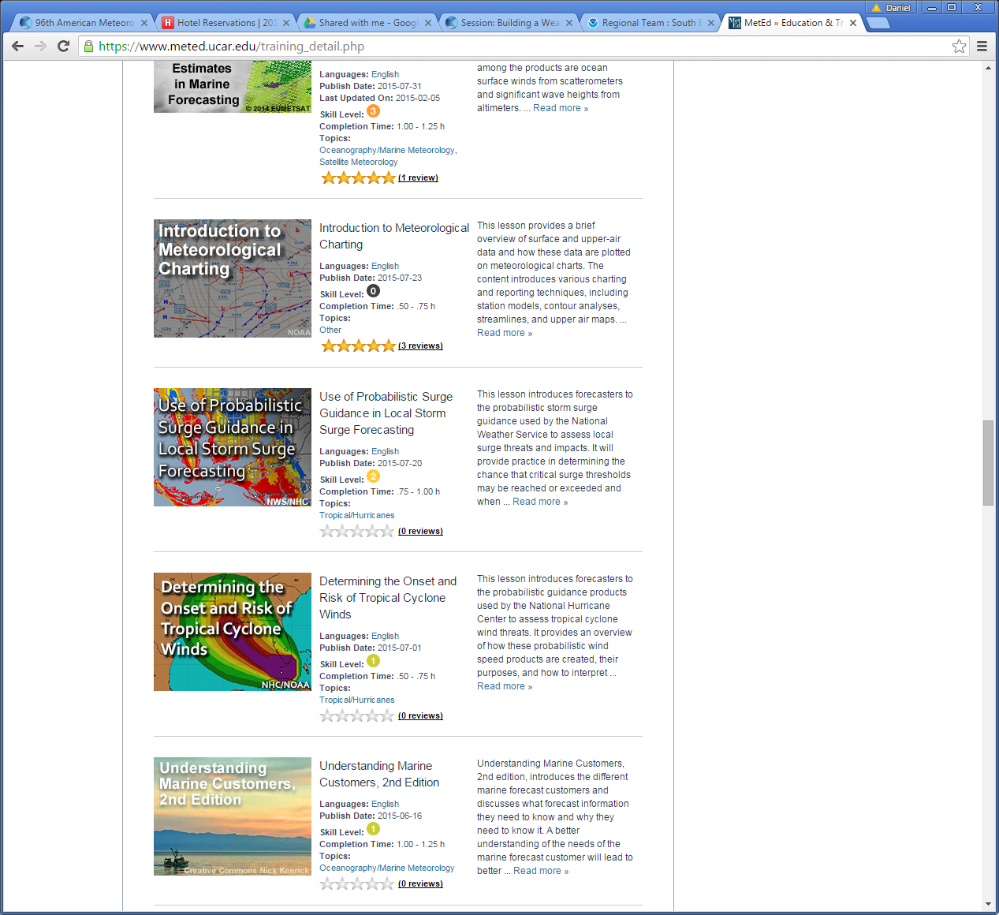 Daniel
96th American Meteoro
Hotel Reservations | 201
Shared with me - Googl
Session: Building a Wea
Regional Team : South E
MetEd » Education & Tr
https://www.meted.ucar.edu/training_detail.php
Estimates
in Marine
Forecasting
© 2014 EUMETSAT
Languages: English
Publish Date: 2015-07-31
Last Updated On: 2015-02-05
Skill Level: 3
Completion Time: 1.00 - 1.25 h
Topics:
Oceanography/Marine Meteorology,
Satellite Meteorology
(1 review)
among the products are ocean
surface winds from scatterometers
and significant wave heights from
altimeters. ... Read more »
Introduction to
Meteorological
Charting
NOAA
Introduction to Meteorological
Charting
Languages: English
Publish Date: 2015-07-23
Skill Level: 0
Completion Time: .50 - .75 h
Topics:
Other
(3 reviews)
This lesson provides a brief
overview of surface and upper-air
data and how these data are plotted
on meteorological charts. The
content introduces various charting
and reporting techniques, including
station models, contour analyses,
streamlines, and upper air maps. ...
Read more »
Use of Probabilistic
Surge Guidance in
Local Storm Surge
Forecasting
NWS/NHC
Use of Probabilistic Surge
Guidance in Local Storm
Surge Forecasting
Languages: English
Publish Date: 2015-07-20
Skill Level: 2
Completion Time: .75 - 1.00 h
Topics:
Tropical/Hurricanes
(0 reviews)
This lesson introduces forecasters to
the probabilistic storm surge
guidance used by the National
Weather Service to assess local
surge threats and impacts. It will
provide practice in determining the
chance that critical surge thresholds
may be reached or exceeded and
when ... Read more »
Determining the
Onset and Risk of
Tropical Cyclone
Winds
NHC/NOAA
Determining the Onset and
Risk of Tropical Cyclone
Winds
Languages: English
Publish Date: 2015-07-01
Skill Level: 1
Completion Time: .50 - .75 h
Topics:
Tropical/Hurricanes
(0 reviews)
This lesson introduces forecasters to
the probabilistic guidance products
used by the National Hurricane
Center to assess tropical cyclone
wind threats. It provides an overview
of how these probabilistic wind
speed products are created, their
purposes, and how to interpret ...
Read more »
Understanding
Marine Customers,
2nd Edition
Creative Commons Nick Kenrick
Understanding Marine
Customers, 2nd Edition
Languages: English
Publish Date: 2015-06-16
Skill Level: 1
Completion Time: 1.00 - 1.25 h
Topics:
Oceanography/Marine Meteorology
(0 reviews)
Understanding Marine Customers,
2nd edition, introduces the different
marine forecast customers and
discusses what forecast information
they need to know and why they
need to know it. A better
understanding of the needs of the
marine forecast customer will lead to
better ... Read more »